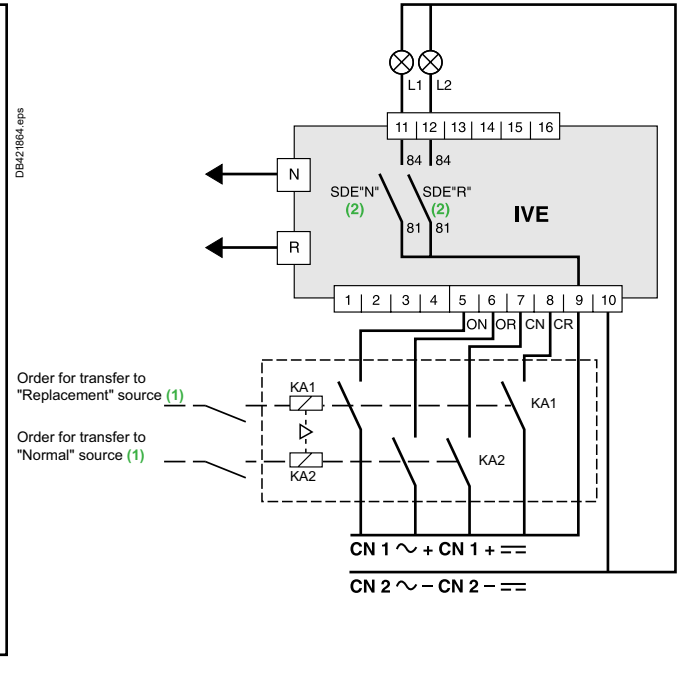 DB421864.eps
L1 L2
11 12 13 14 15 16
84 84
N
SDE"N" SDE"R"
(2) (2)
IVE
81 81
R
1 2 3 4 5 6 7 8 9 10
ON OR CN CR
Order for transfer to
"Replacement" source (1)
KA1
KA1
Order for transfer to
"Normal" source (1)
KA2
KA2
CN 1 ~ + CN 1 + ⎓
CN 2 ~ – CN 2 – ⎓